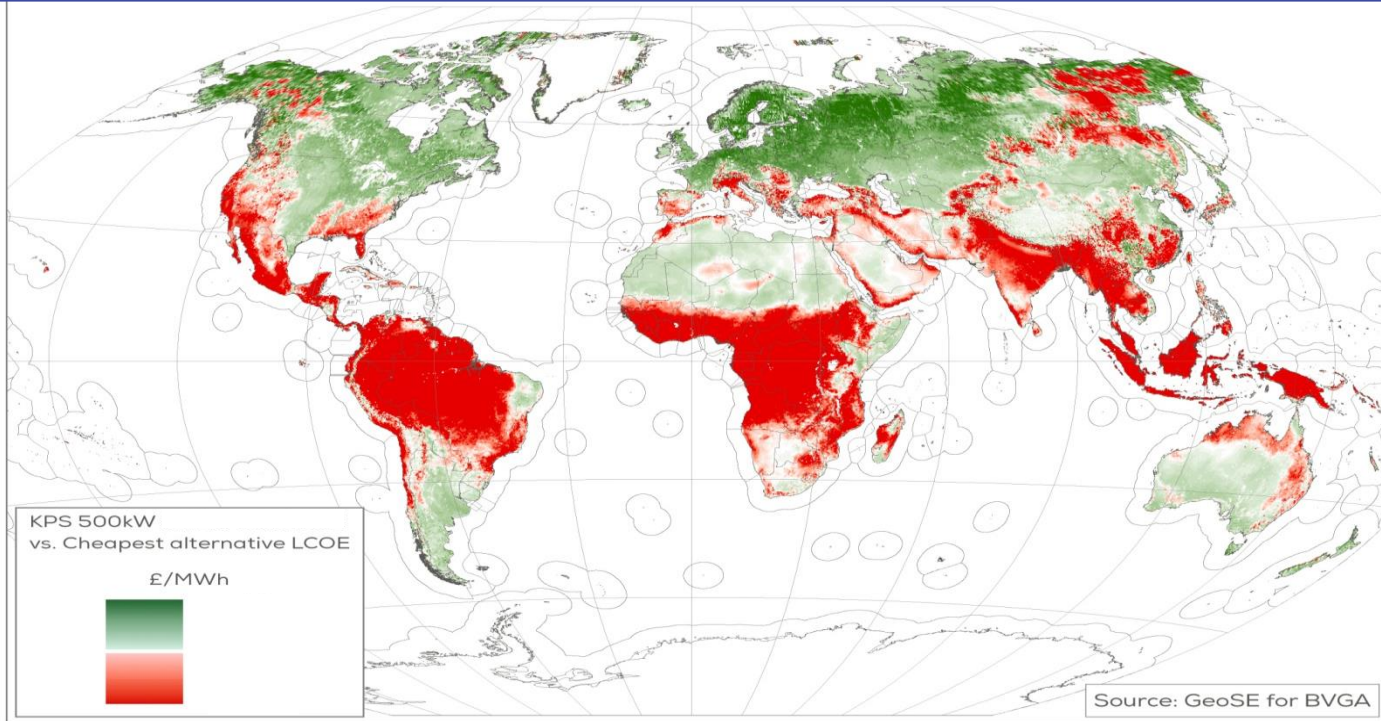 KPS 500kW
vs. Cheapest alternative LCOE
£/MWh
Source: GeoSE for BVGA